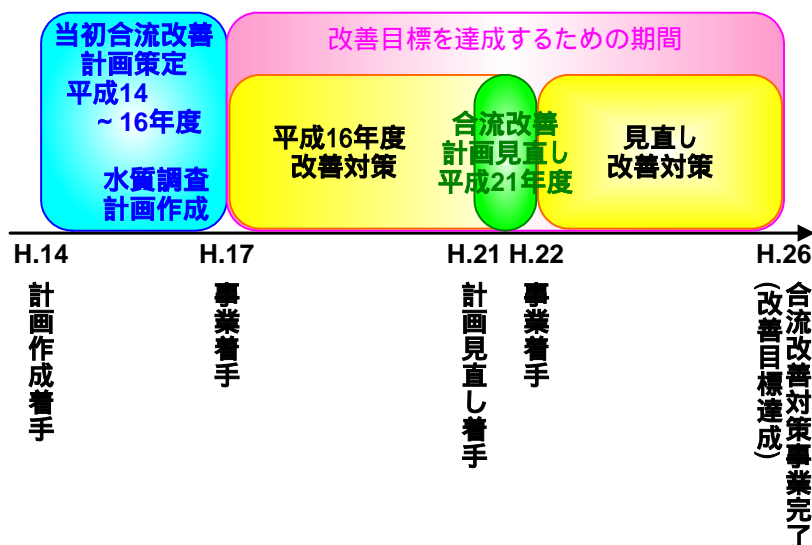 当初合流改善
計画策定
平成14
～16年度
水質調査
計画作成
改善目標を達成するための期間
平成16年度
改善対策
合流改善
計画見直し
平成21年度
見直し
改善対策
H.14
H.17
H.21
H.22
H.26
計画作成着手
事業着手
計画見直し着手
事業着手
合流改善対策事業完了
(改善目標達成)